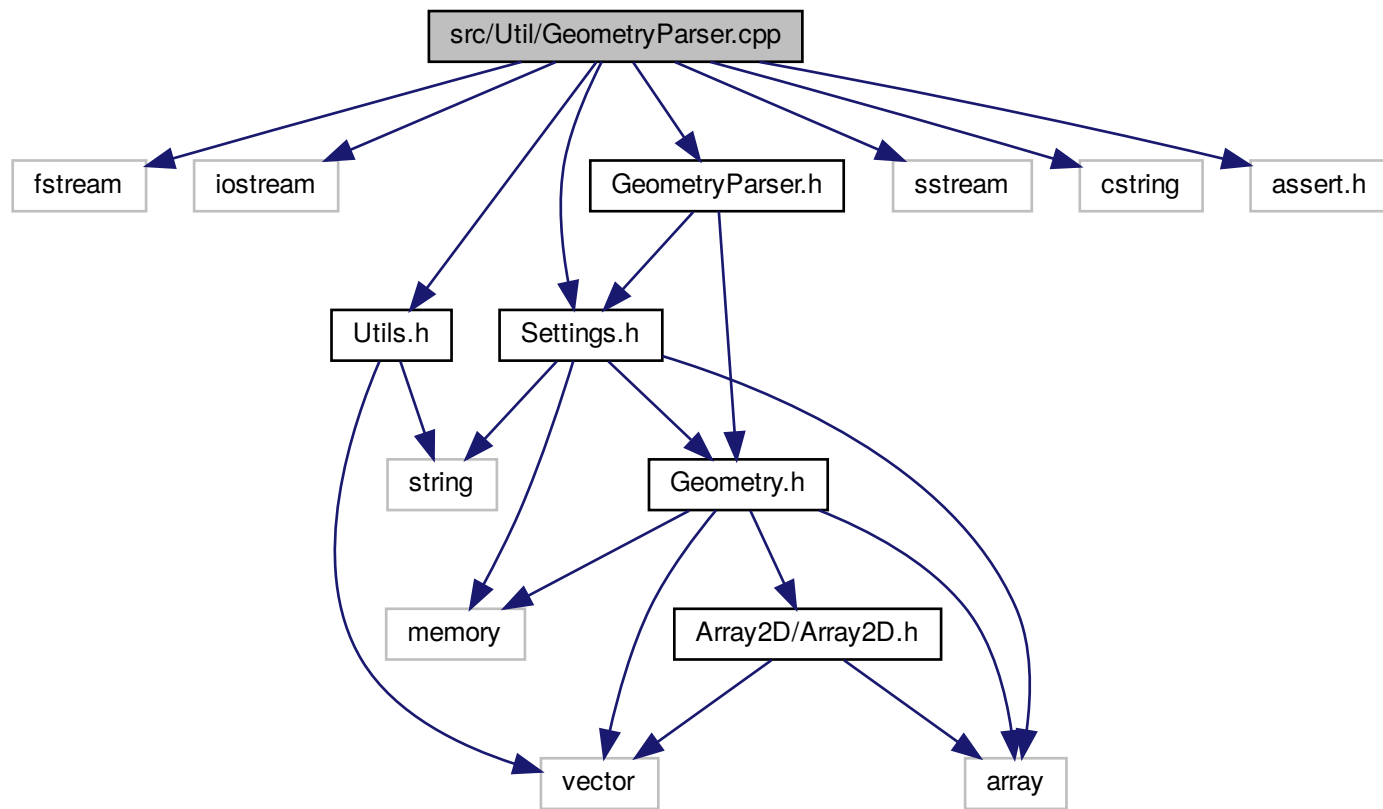 src/Util/GeometryParser.cpp
fstream
iostream
GeometryParser.h
sstream
cstring
assert.h
Utils.h
Settings.h
string
Geometry.h
memory
Array2D/Array2D.h
vector
array